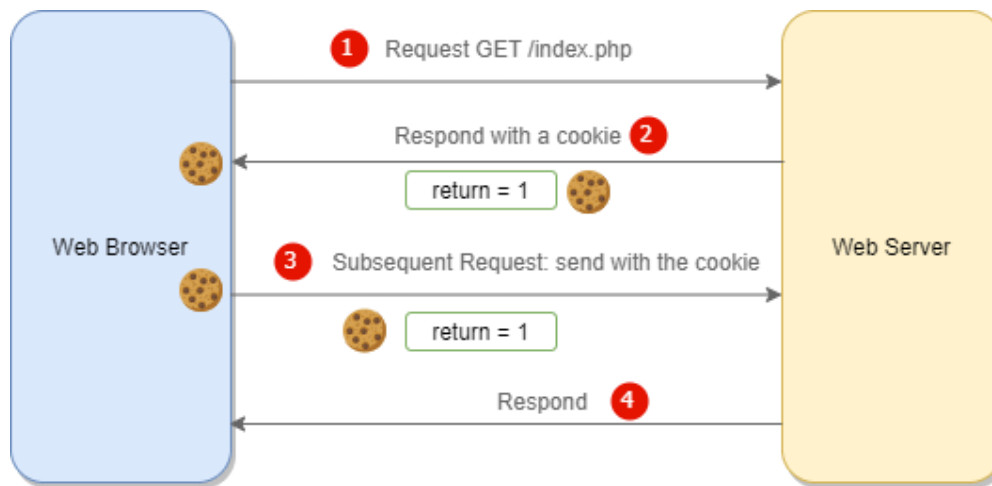 1 Request GET /index.php
Respond with a cookie 2
return = 1
Web Browser
Web Server
3 Subsequent Request: send with the cookie
return = 1
Respond 4